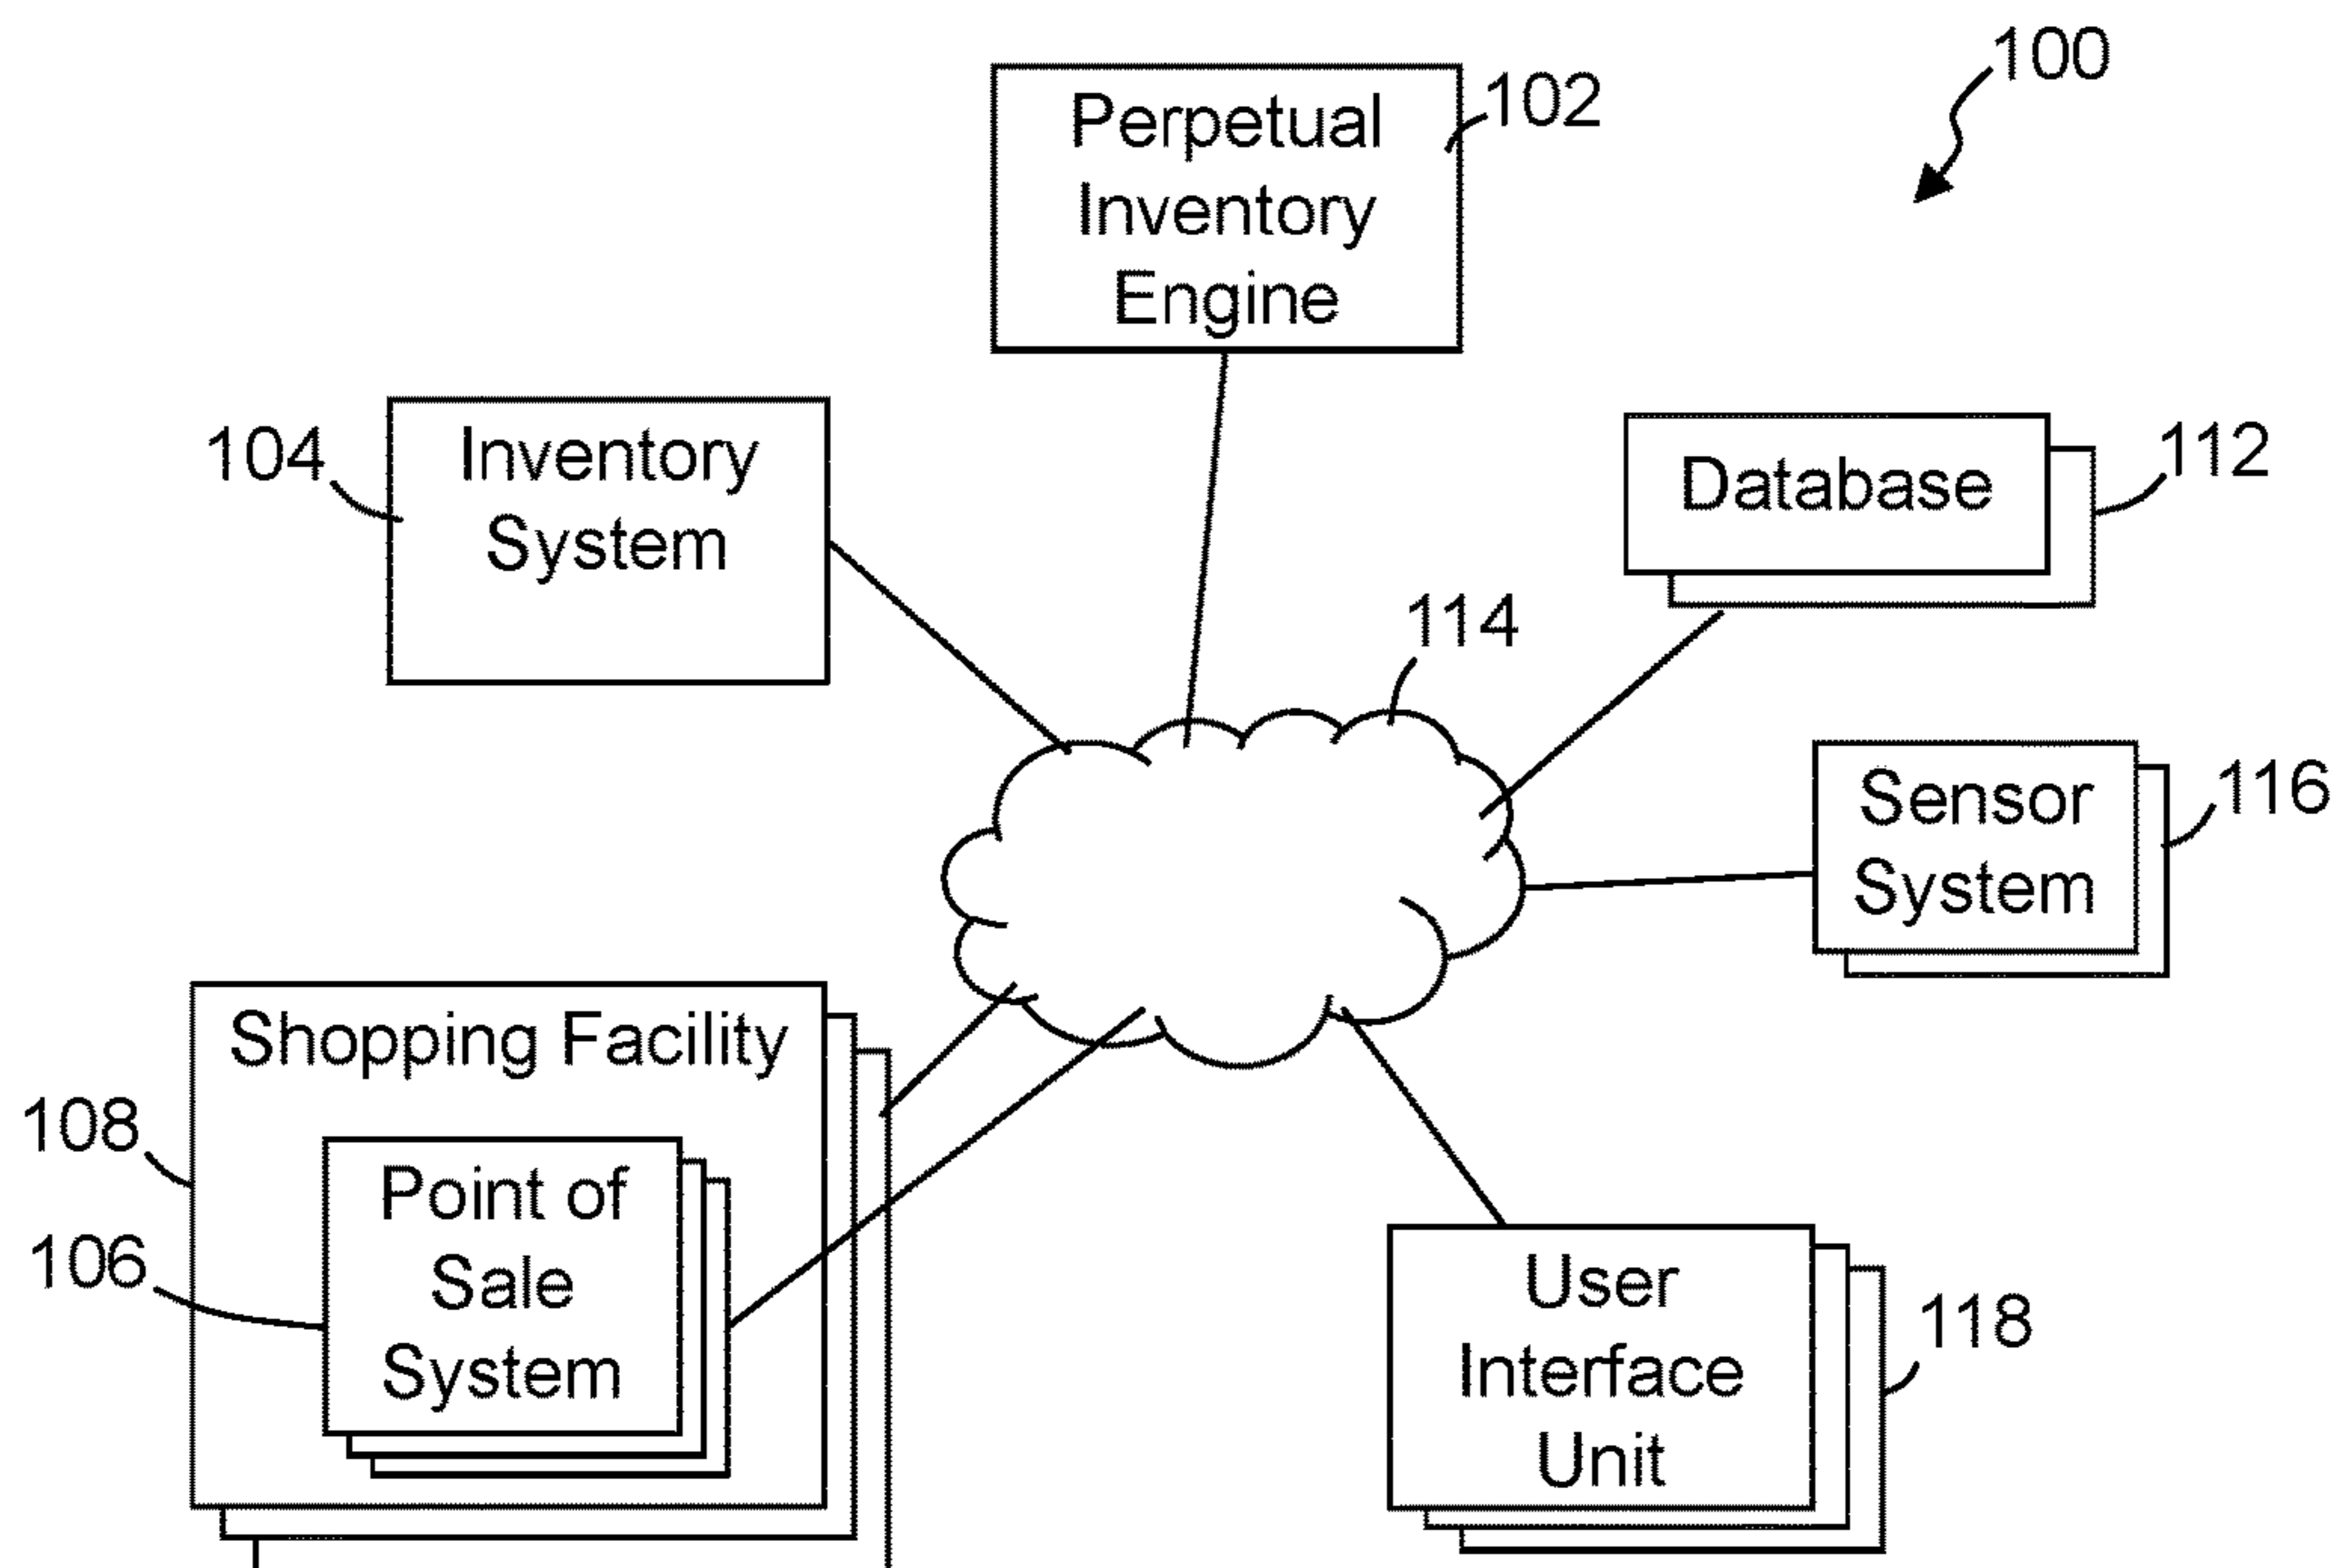 100
Perpetual
Inventory
Engine
102
104
Inventory
System
Database
112
114
Sensor
System
116
Shopping Facility
108
Point of
Sale
System
106
User
Interface
Unit
118